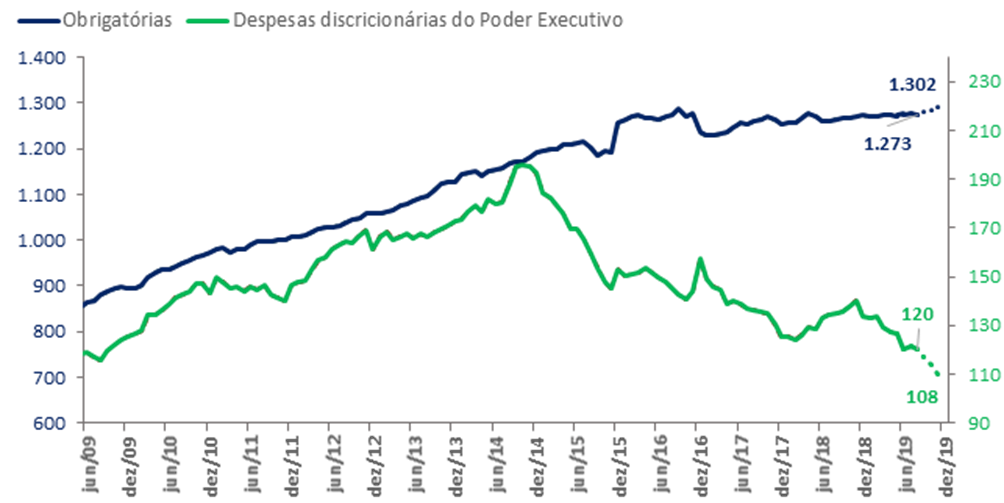 Obrigatórias Despesas discricionárias do Poder Executivo
1.400
1.300
1.200
1.100
1.000
900
800
700
600
230
210
190
170
150
130
110
90
1.302
1.273
120
108
jun/09
dez/09
jun/10
dez/10
jun/11
dez/11
jun/12
dez/12
jun/13
dez/13
jun/14
dez/14
jun/15
dez/15
jun/16
dez/16
jun/17
dez/17
jun/18
dez/18
jun/19
dez/19